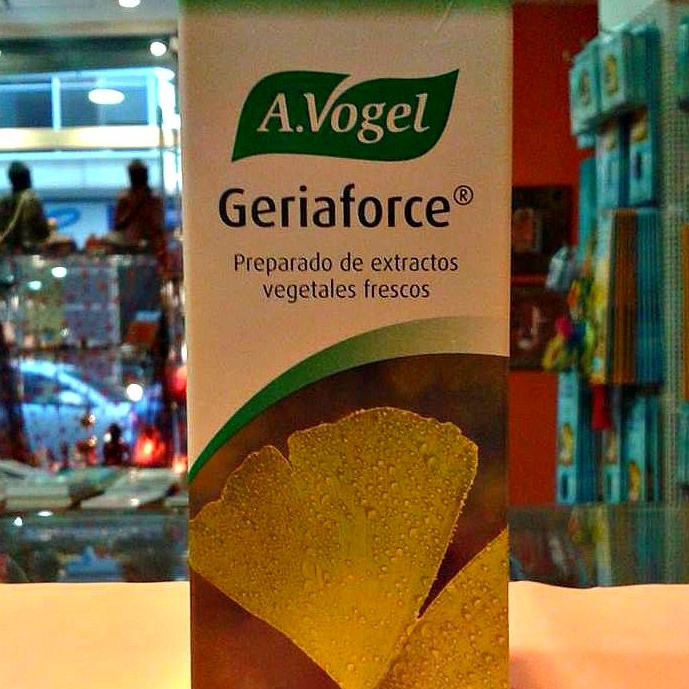 A.Vogel
Geriaforce®
Preparado de extractos
vegetales frescos